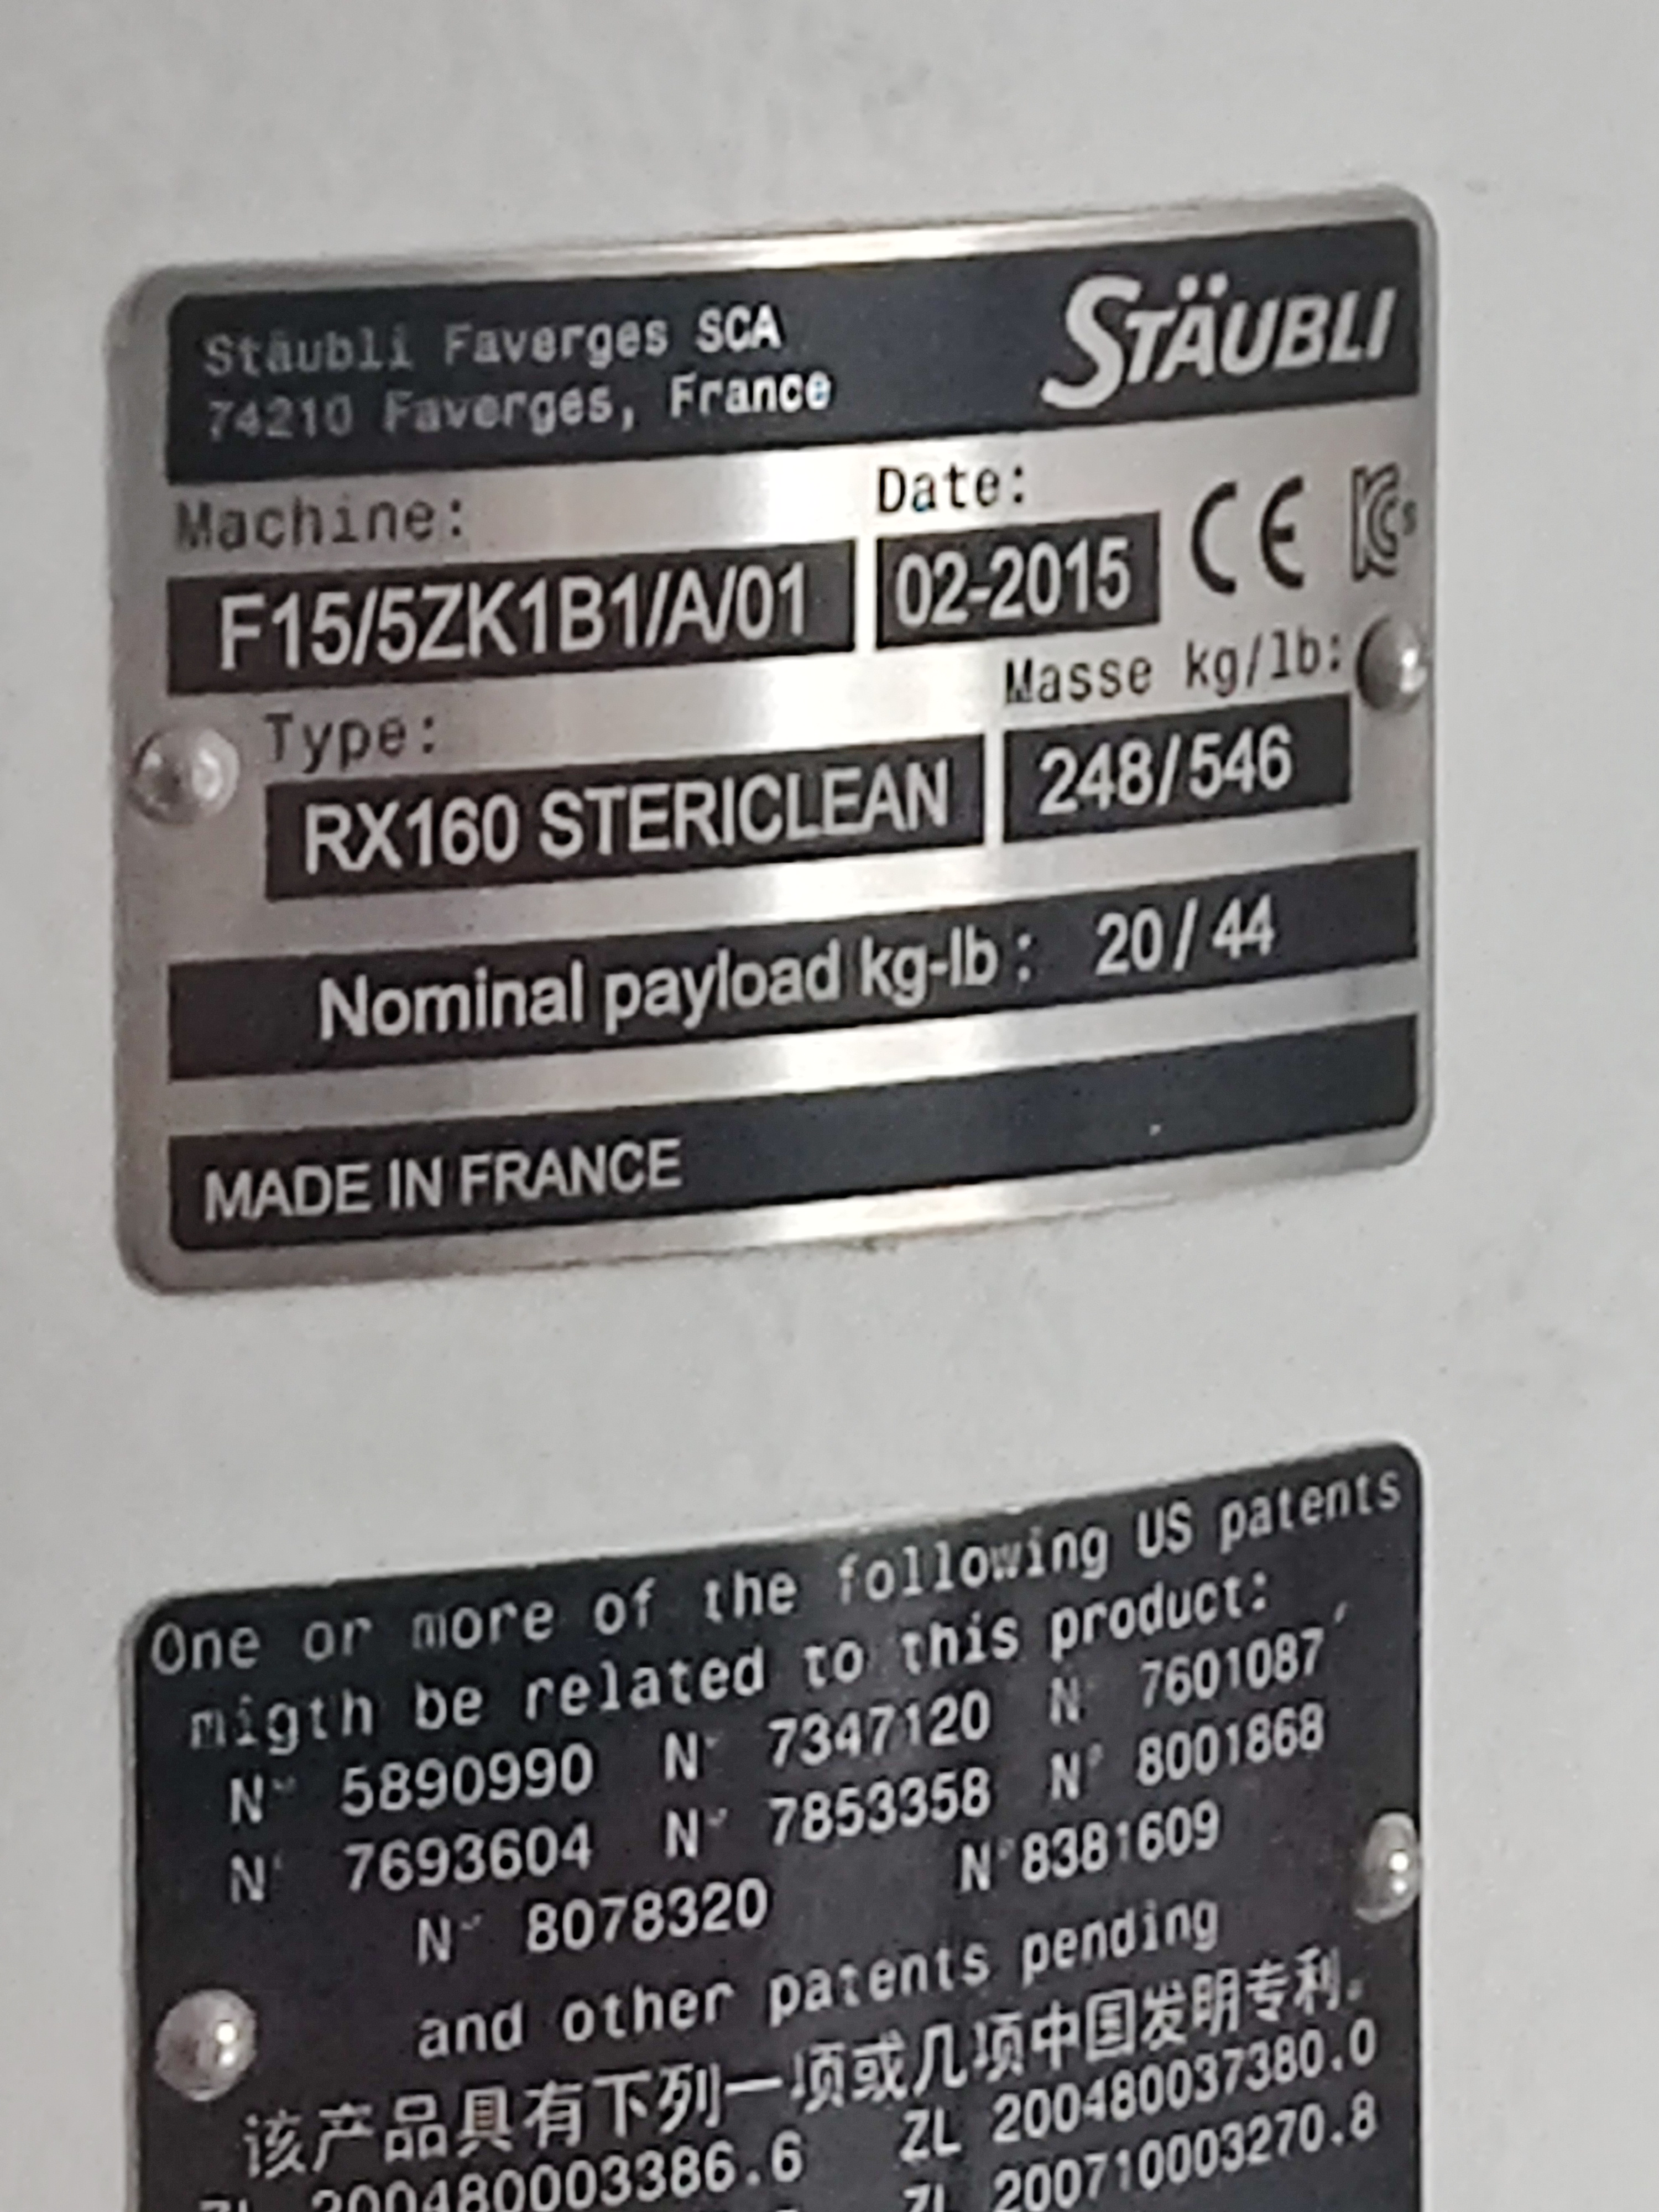 Stäubli Faverges SCA
74210 Faverges, France
STÄUBLI
Machine:
Date:
F15/5ZK1B1/A/01
02-2015
CE
Type:
Masse kg/lb:
RX160 STERICLEAN
248/546
Nominal payload kg-lb : 20 / 44
MADE IN FRANCE
One or more of the following US patents
migth be related to this product:
N° 5890990 N° 7347120 N° 7601087
N° 7693604 N° 7853358 N° 8001868
N° 8078320 N° 8381609
and other patents pending
该产品具有下列一项或几项中国发明专利。
ZL 200480003386.6 ZL 200480037380.0
ZL 200710003270.8